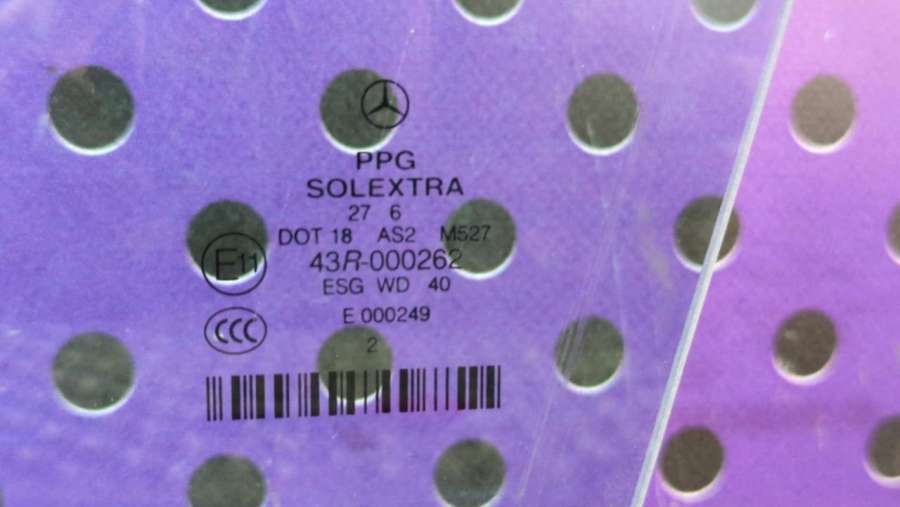 PPG
SOLEXTRA
27 6
DOT 18 AS2 M527
E11 43R-000262
ESG WD 40
CCC E 000249
2